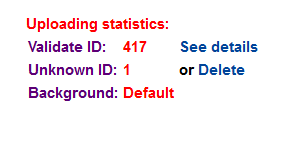 Uploading statistics:
Validate ID: 417 See details
Unknown ID: 1 or Delete
Background: Default